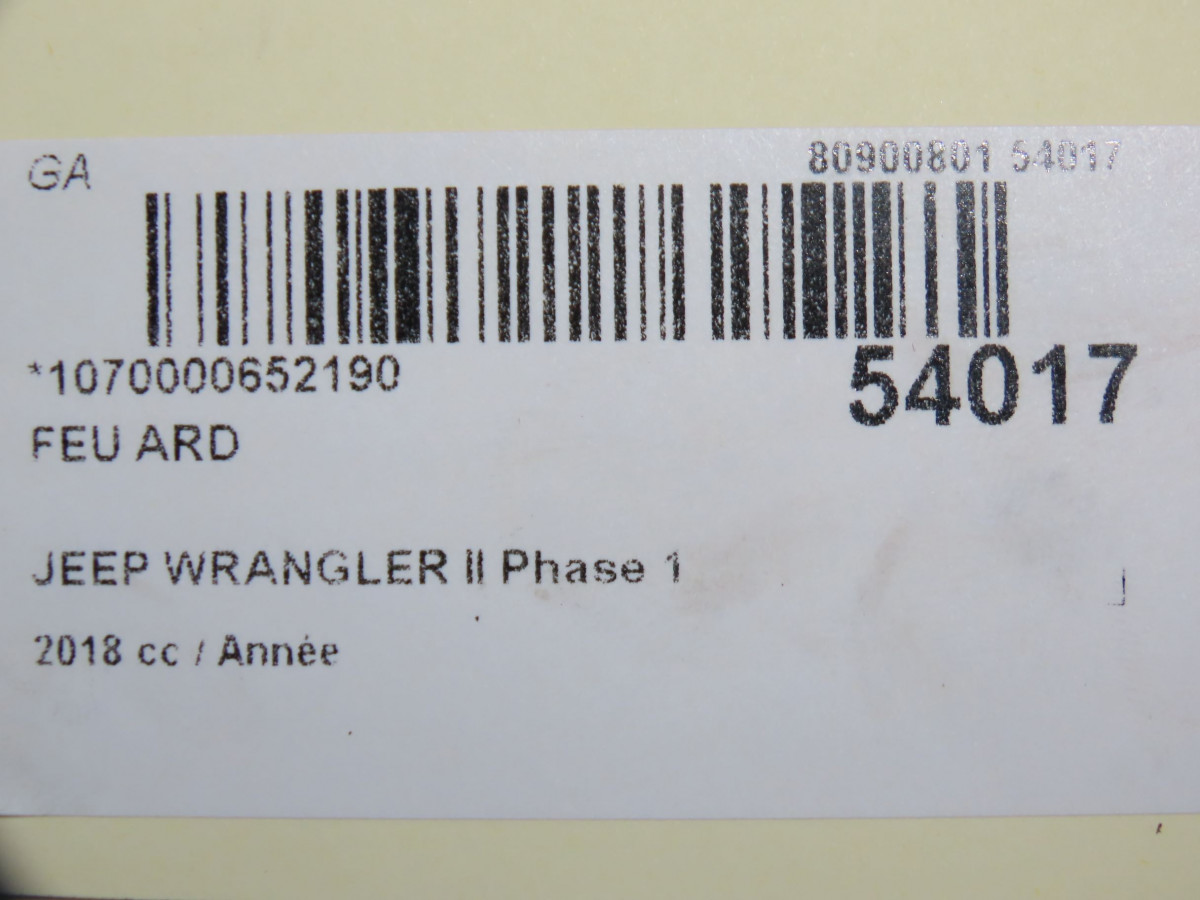 GA
80900801 54017
*1070000652190
54017
FEU ARD
JEEP WRANGLER II Phase 1
2018 cc / Année